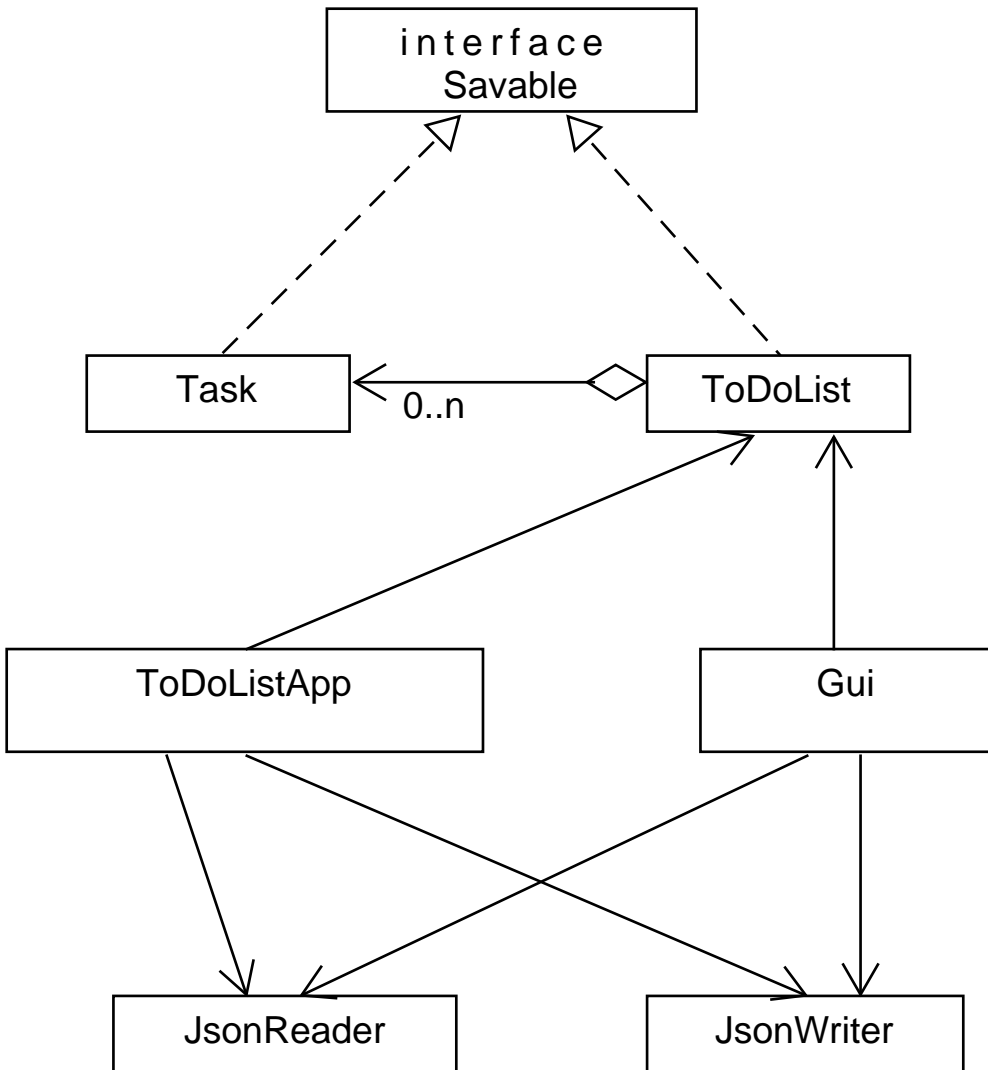 interface
Savable
Task
0..n
ToDoList
ToDoListApp
Gui
JsonReader
JsonWriter